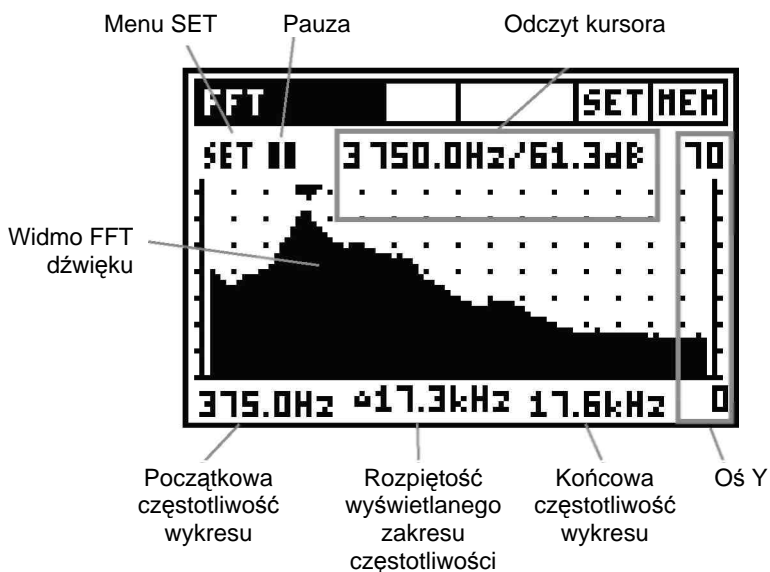 Menu SET
Pauza
Odczyt kursora
FFT
SET MEM
SET
3750.0Hz/61.3dB
70
Widmo FFT
dźwięku
375.0Hz
17.3kHz
17.6kHz
0
Początkowa
częstotliwość
wykresu
Rozpiętość
wyświetlanego
zakresu
częstotliwości
Końcowa
częstotliwość
wykresu
Oś Y